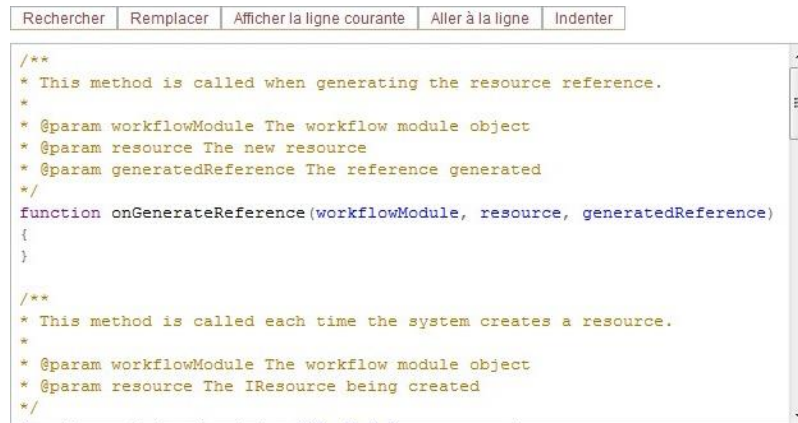 Rechercher Remplacer Afficher la ligne courante Aller à la ligne Indenter
/**
* This method is called when generating the resource reference.
*
* @param workflowModule The workflow module object
* @param resource The new resource
* @param generatedReference The reference generated
*/
function onGenerateReference(workflowModule, resource, generatedReference)
{
}
/**
* This method is called each time the system creates a resource.
*
* @param workflowModule The workflow module object
* @param resource The IResource being created
*/